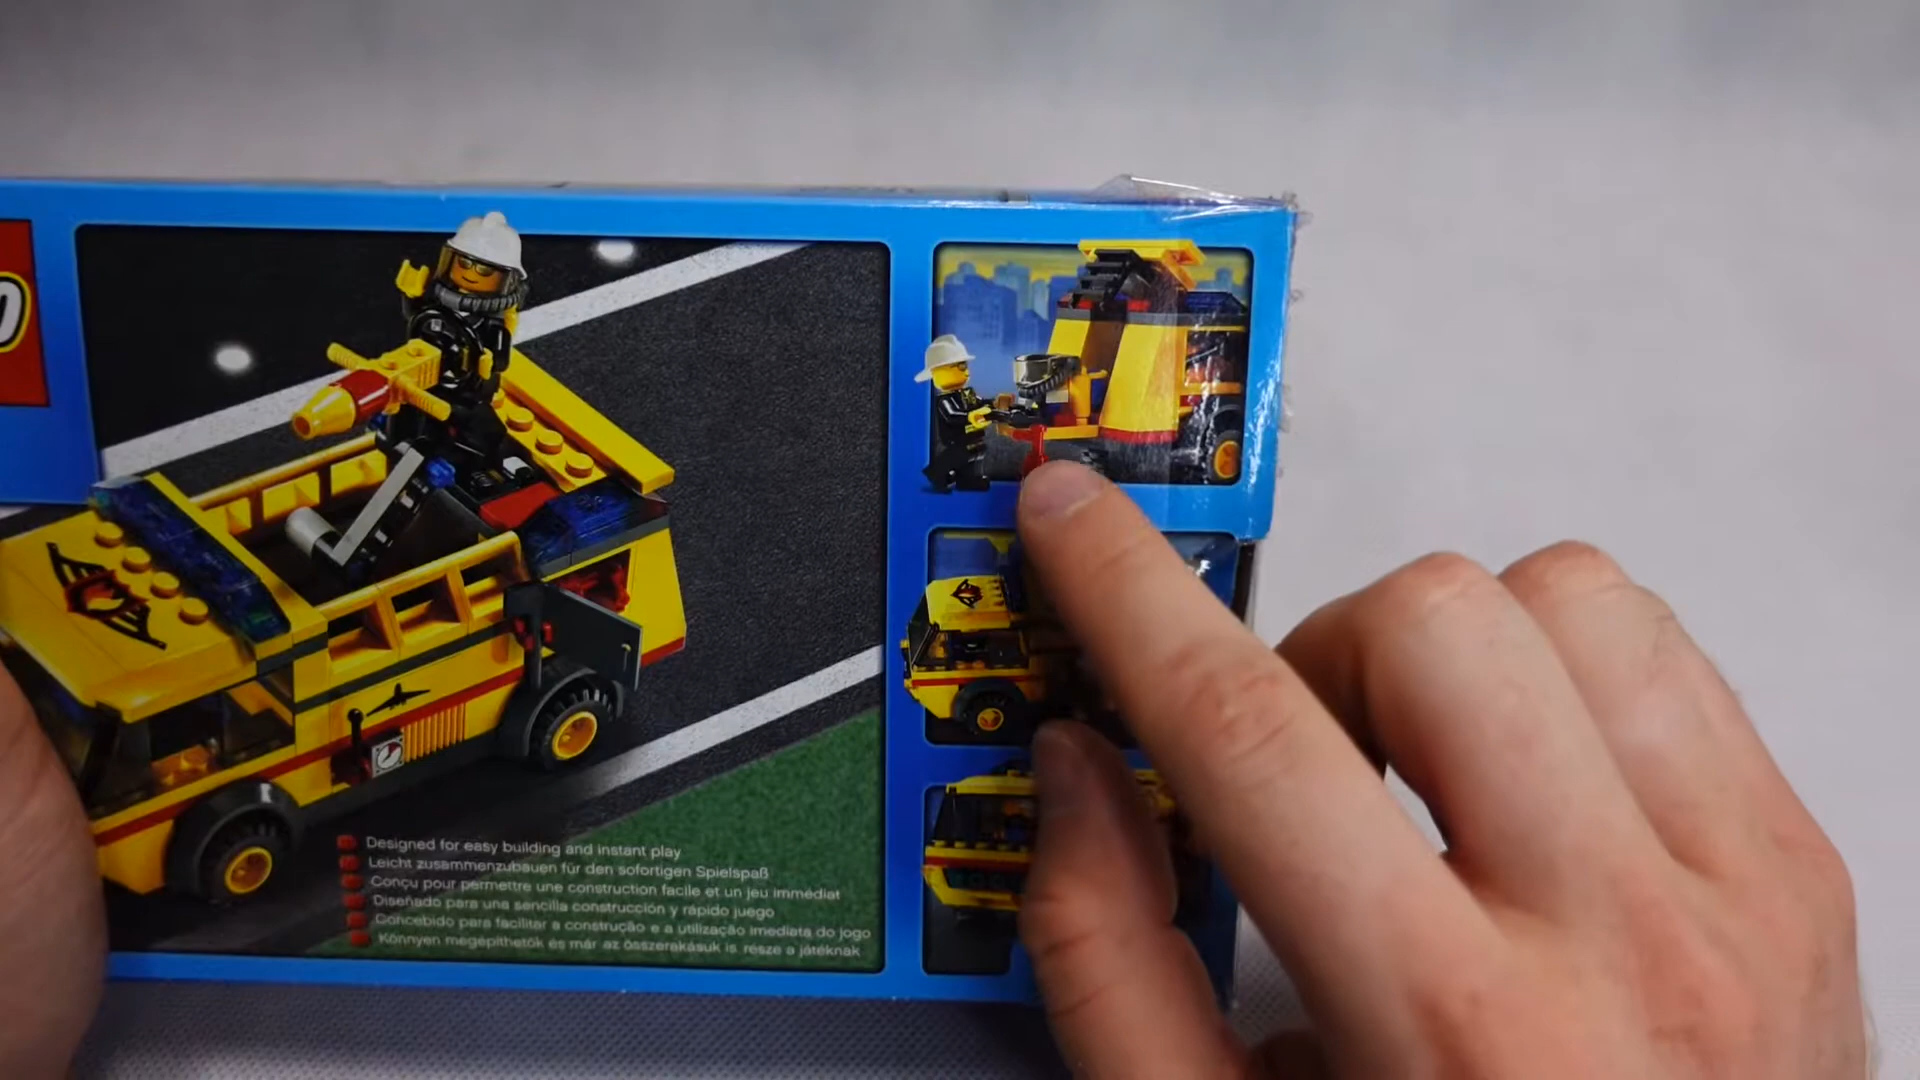 Designed for easy building and instant play
Leicht zusammenzubauen für den sofortigen Spielspaß
Conçu pour permettre une construction facile et un jeu immédiat
Diseñado para una sencilla construcción y rápido juego
Concebido para facilitar a construção e a utilização imediata do jogo
Könnyen megépíthetök és már az összerakásuk is része a játéknak